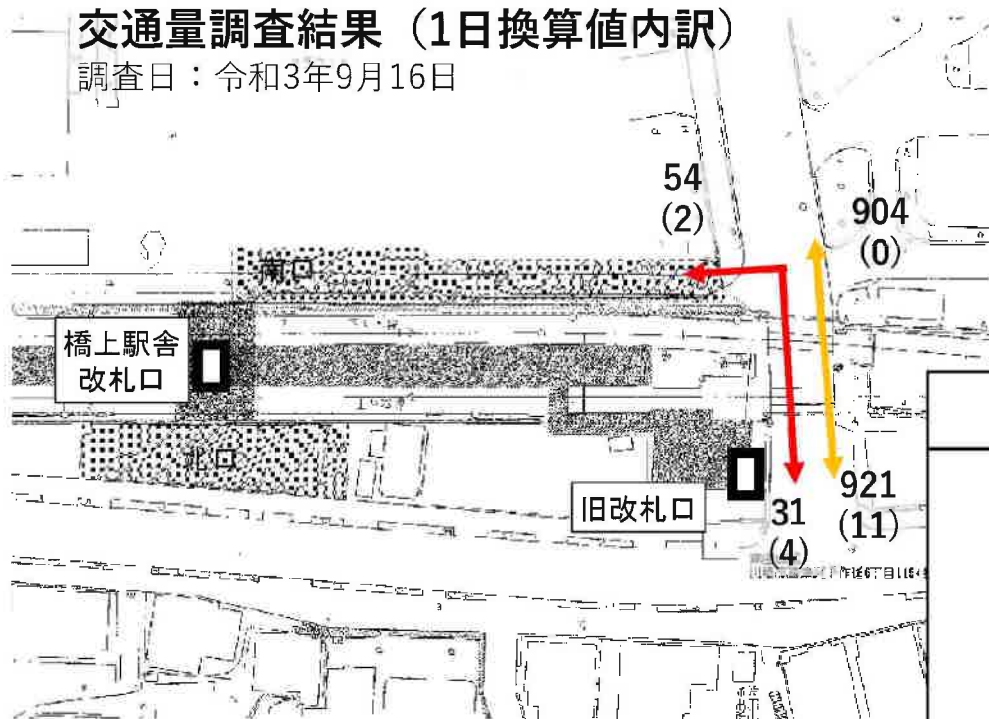 交通量調査結果（1日換算値内訳）
調査日：令和3年9月16日
54
(2)
904
(0)
南口
橋上駅舎
改札口
北口
旧改札口
31
(4)
921
(11)